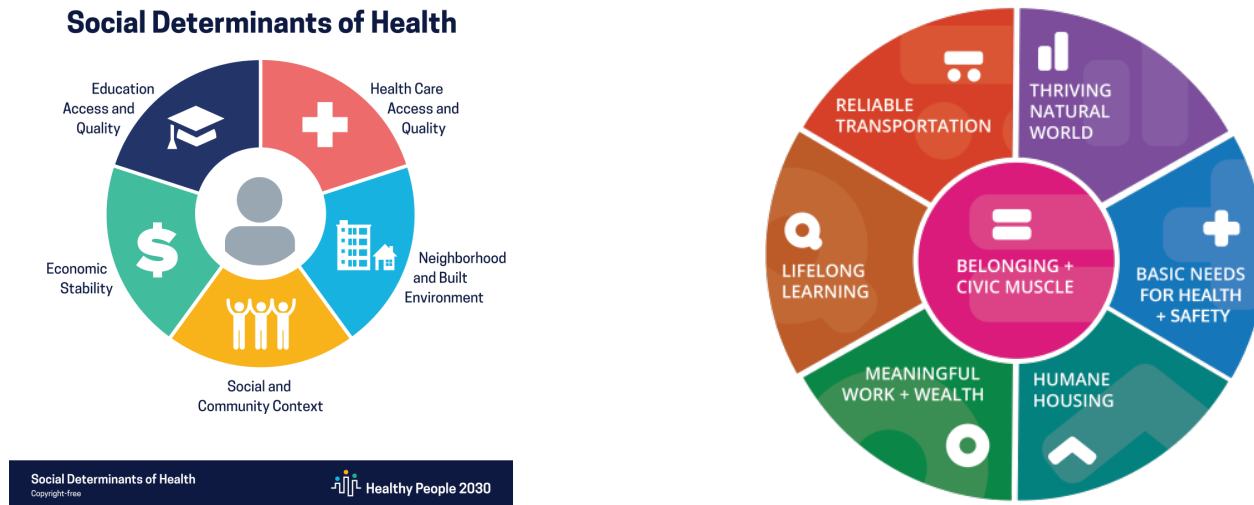 Social Determinants of Health
Education
Access and
Quality
Health Care
Access and
Quality
Neighborhood
and Built
Environment
Social and
Community Context
Economic
Stability
Social Determinants of Health
Copyright-free
Healthy People 2030
RELIABLE
TRANSPORTATION
THRIVING
NATURAL
WORLD
BASIC NEEDS
FOR HEALTH
+ SAFETY
HUMANE
HOUSING
MEANINGFUL
WORK + WEALTH
LIFELONG
LEARNING
BELONGING +
CIVIC MUSCLE